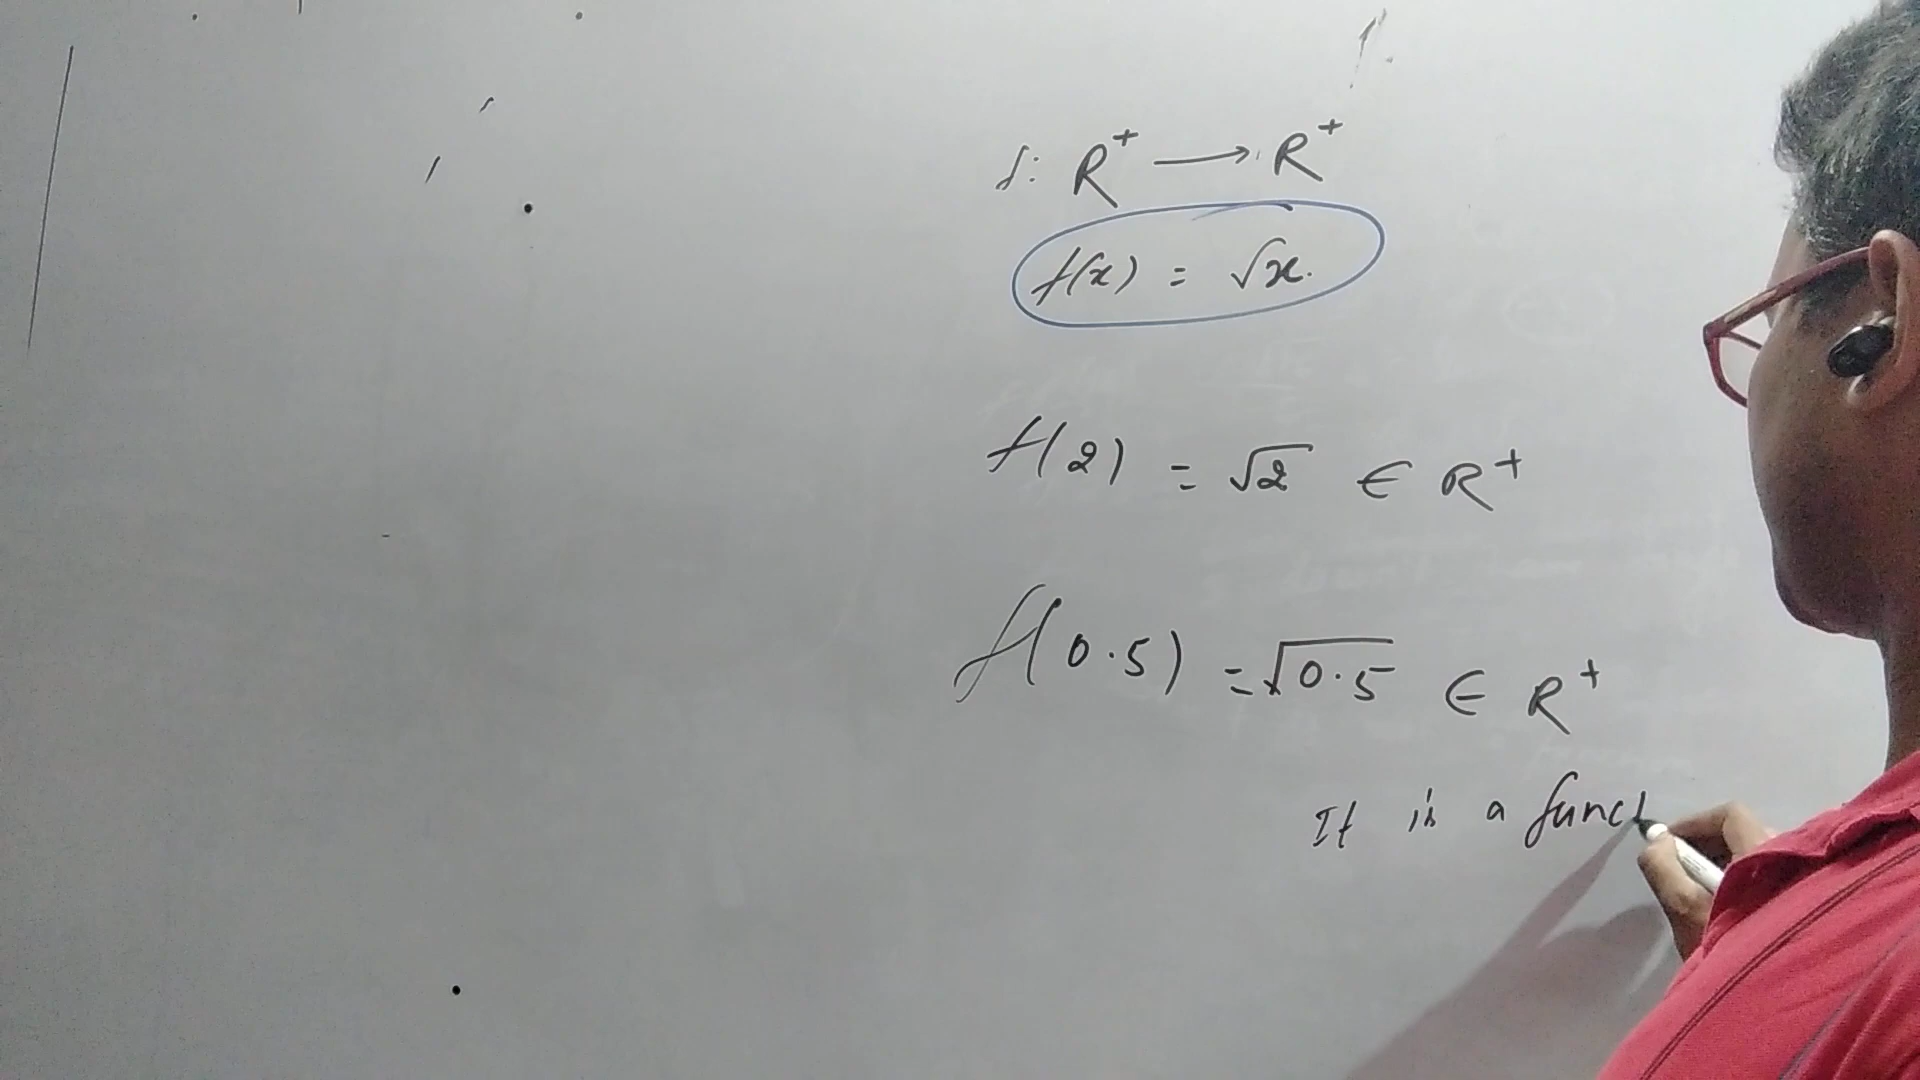 f: R⁺ → R⁺
f(x) = √x.
f(2) = √2 ∈ R⁺
f(0.5) = √0.5 ∈ R⁺
It is a funct